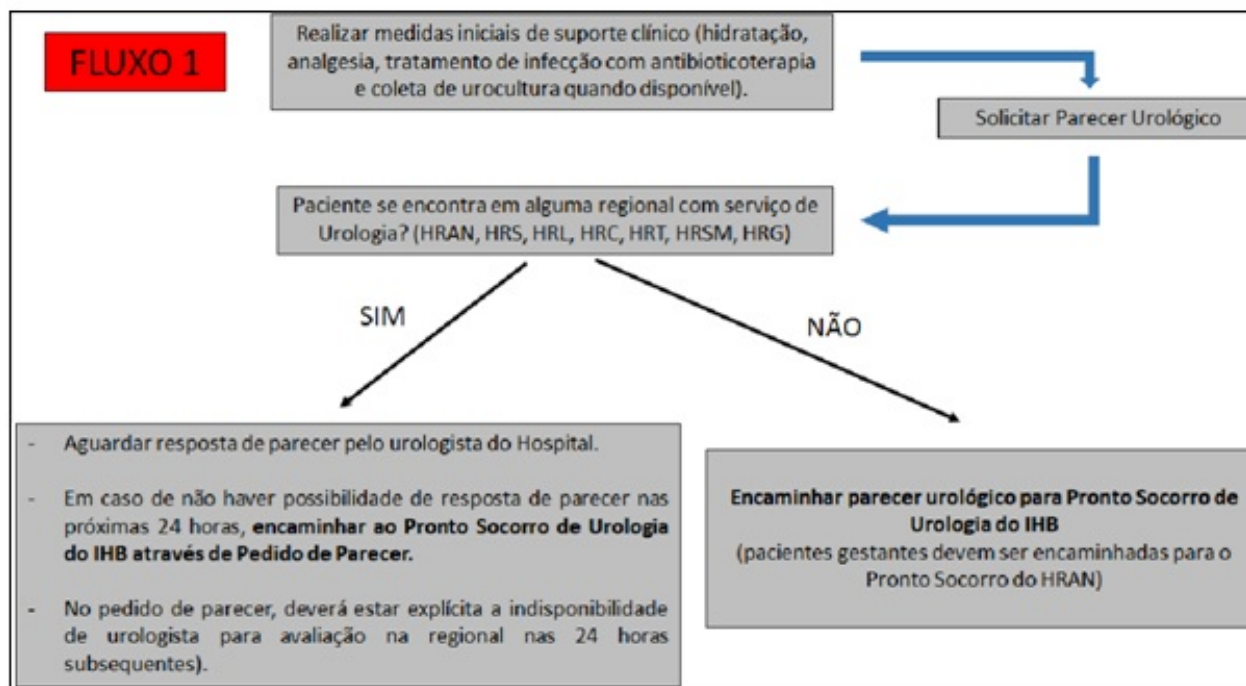 FLUXO 1
Realizar medidas iniciais de suporte clínico (hidratação,
analgesia, tratamento de infecção com antibioticoterapia
e coleta de urocultura quando disponível).
Solicitar Parecer Urológico
Paciente se encontra em alguma regional com serviço de
Urologia? (HRAN, HRS, HRL, HRC, HRT, HRSM, HRG)
SIM
NÃO
- Aguardar resposta de parecer pelo urologista do Hospital.
- Em caso de não haver possibilidade de resposta de parecer nas
próximas 24 horas, encaminhar ao Pronto Socorro de Urologia
do IHB através de Pedido de Parecer.
- No pedido de parecer, deverá estar explícita a indisponibilidade
de urologista para avaliação na regional nas 24 horas
subsequentes).
Encaminhar parecer urológico para Pronto Socorro de
Urologia do IHB
(pacientes gestantes devem ser encaminhadas para o
Pronto Socorro do HRAN)